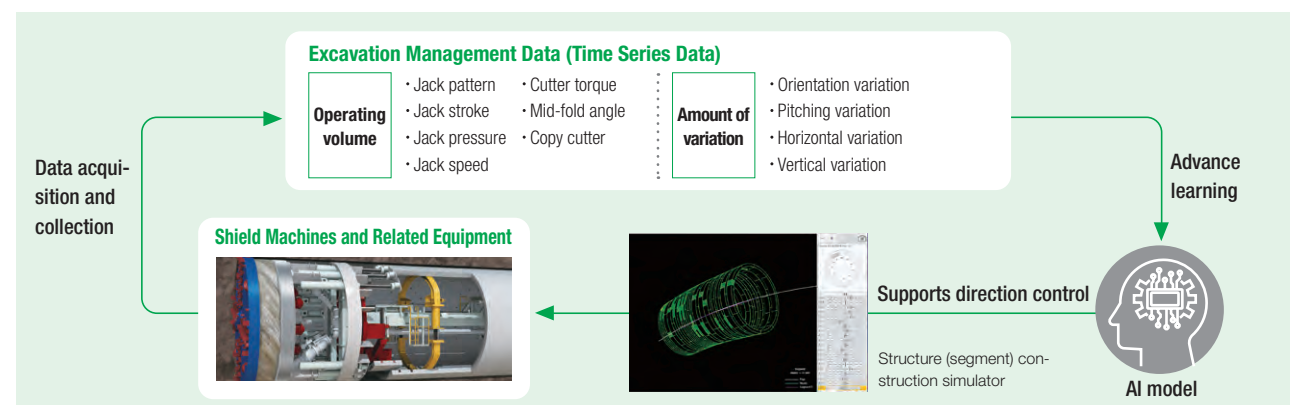 Excavation Management Data (Time Series Data)
Operating
volume
・Jack pattern
・Jack stroke
・Jack pressure
・Jack speed
・Cutter torque
・Mid-fold angle
・Copy cutter
Amount of
variation
・Orientation variation
・Pitching variation
・Horizontal variation
・Vertical variation
Data acqui-
sition and
collection
Advance
learning
Shield Machines and Related Equipment
Supports direction control
Structure (segment) con-
struction simulator
AI model